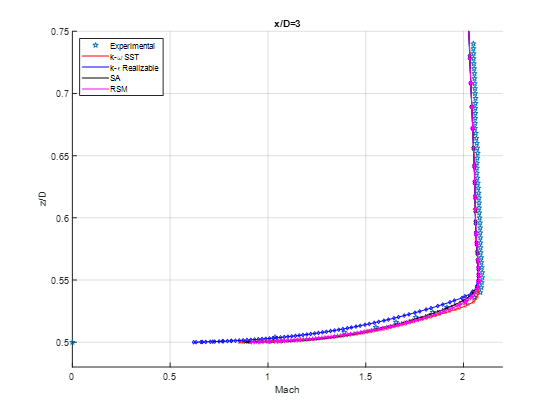 x/D=3
Experimental
k-ω SST
k-ϵ Realizable
SA
RSM
0.75
0.7
0.65
0.6
0.55
0.5
z/D
0
0.5
1
1.5
2
Mach